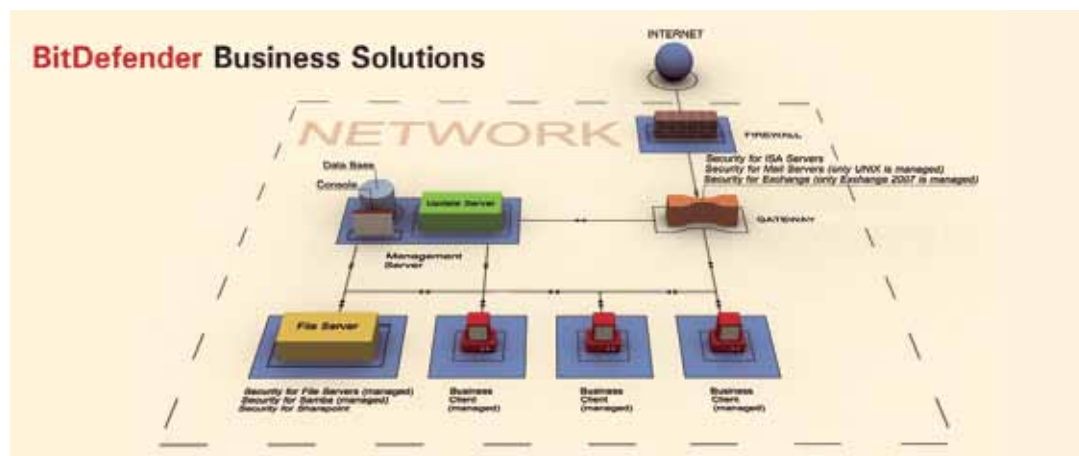 BitDefender Business Solutions
INTERNET
NETWORK
FIREWALL
Security for ISA Servers
Security for Mail Servers (only UNIX is managed)
Security for Exchange (only Exchange 2007 is managed)
Data Base
Console
Update Server
GATEWAY
Management
Server
File Server
Security for File Servers (managed)
Security for Samba (managed)
Security for Sharepoint
Business
Client
(managed)
Business
Client
(managed)
Business
Client
(managed)